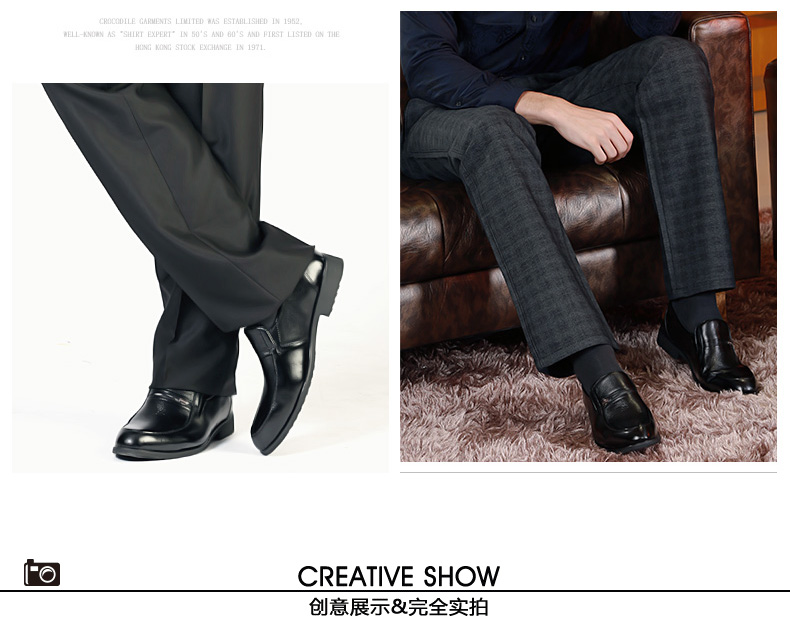 CROCODILE GARMENTS LIMITED WAS ESTABLISHED IN 1952,
WELL-KNOWN AS "SHIRT EXPERT" IN 50'S AND 80'S AND FIRST LISTED ON THE
HONG KONG STOCK EXCHANGE IN 1971.
CREATIVE SHOW
创意展示&完全实拍